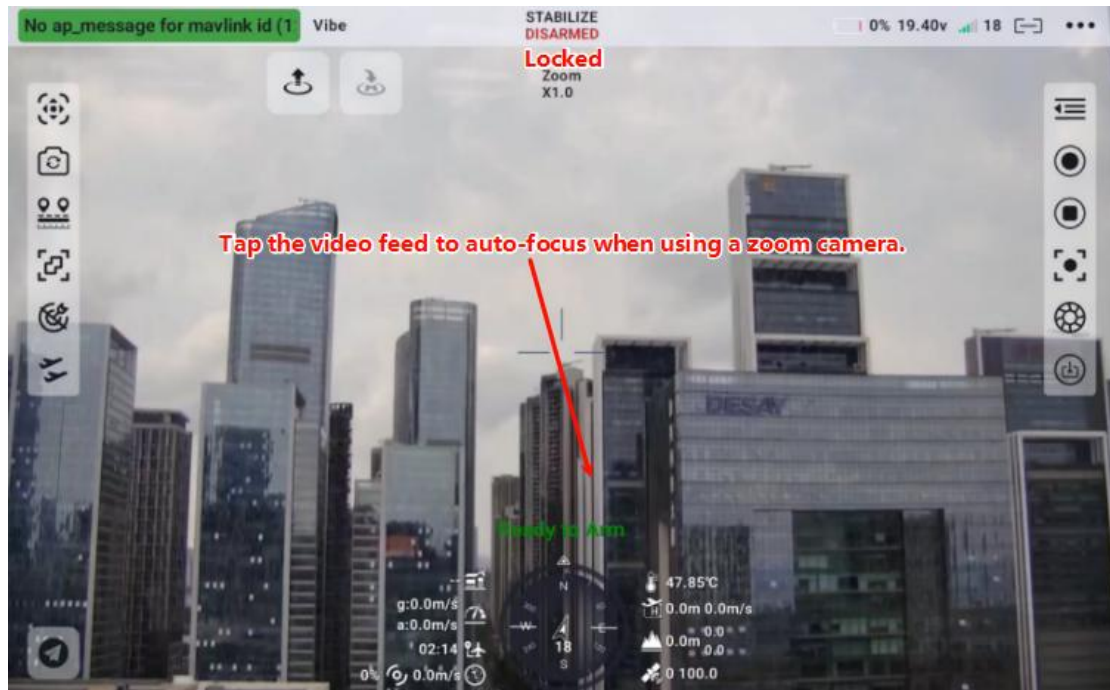 No ap_message for mavlink id (1
Vibe
STABILIZE
DISARMED
0% 19.40v 18
Locked
Zoom
X1.0
Tap the video feed to auto-focus when using a zoom camera.
DESAY
Ready to Arm
N
W
E
S
18
--
g:0.0m/s
a:0.0m/s
02:14
0% 0.0m/s
47.85℃
H 0.0m 0.0m/s
0.0m 0.0
0.0
0 100.0